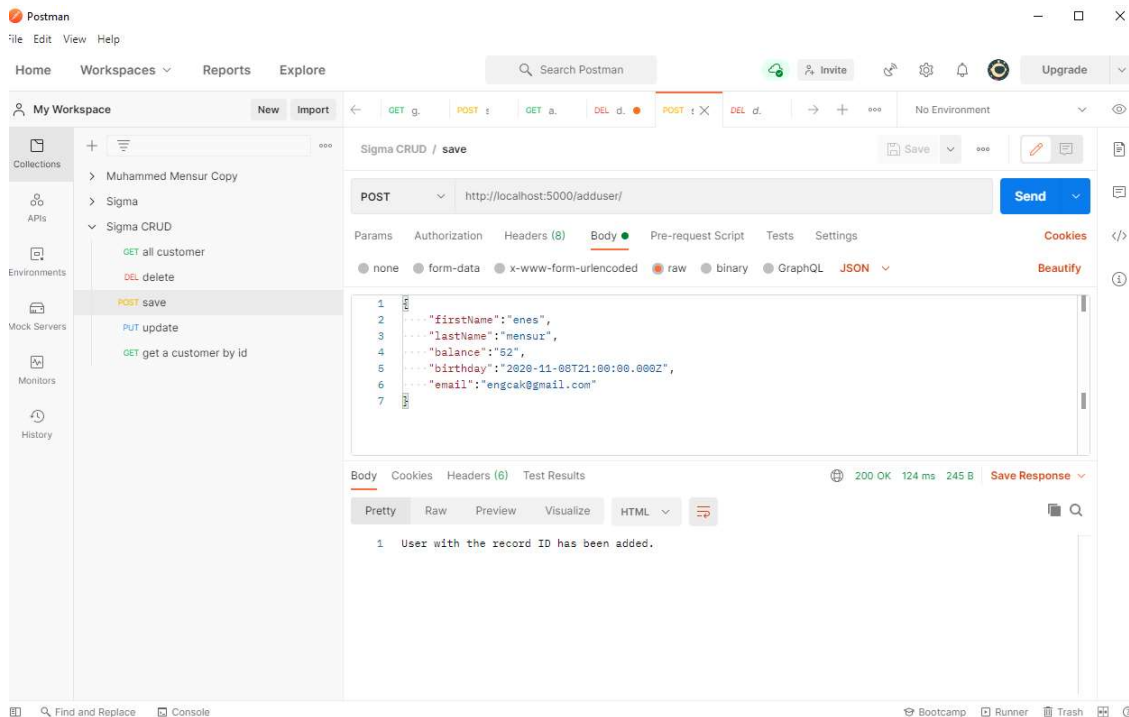 Postman
File Edit View Help
Home Workspaces Reports Explore Search Postman Invite Upgrade
My Workspace New Import GET g. POST s GET a. DEL d. POST s DEL d. No Environment
Collections
APIs
Environments
Mock Servers
Monitors
History
Muhammed Mensur Copy
Sigma
Sigma CRUD
GET all customer
DEL delete
POST save
PUT update
GET get a customer by id
Sigma CRUD / save Save
POST http://localhost:5000/adduser/ Send
Params Authorization Headers (8) Body Pre-request Script Tests Settings Cookies </>
none form-data x-www-form-urlencoded raw binary GraphQL JSON Beautify
1 {
2 "firstName":"enes",
3 "lastName":"mensur",
4 "balance":"52",
5 "birthday":"2020-11-08T21:00:00.000Z",
6 "email":"engcak@gmail.com"
7 }
Body Cookies Headers (6) Test Results 200 OK 124 ms 245 B Save Response
Pretty Raw Preview Visualize HTML
1 User with the record ID has been added.
Find and Replace Console Bootcamp Runner Trash